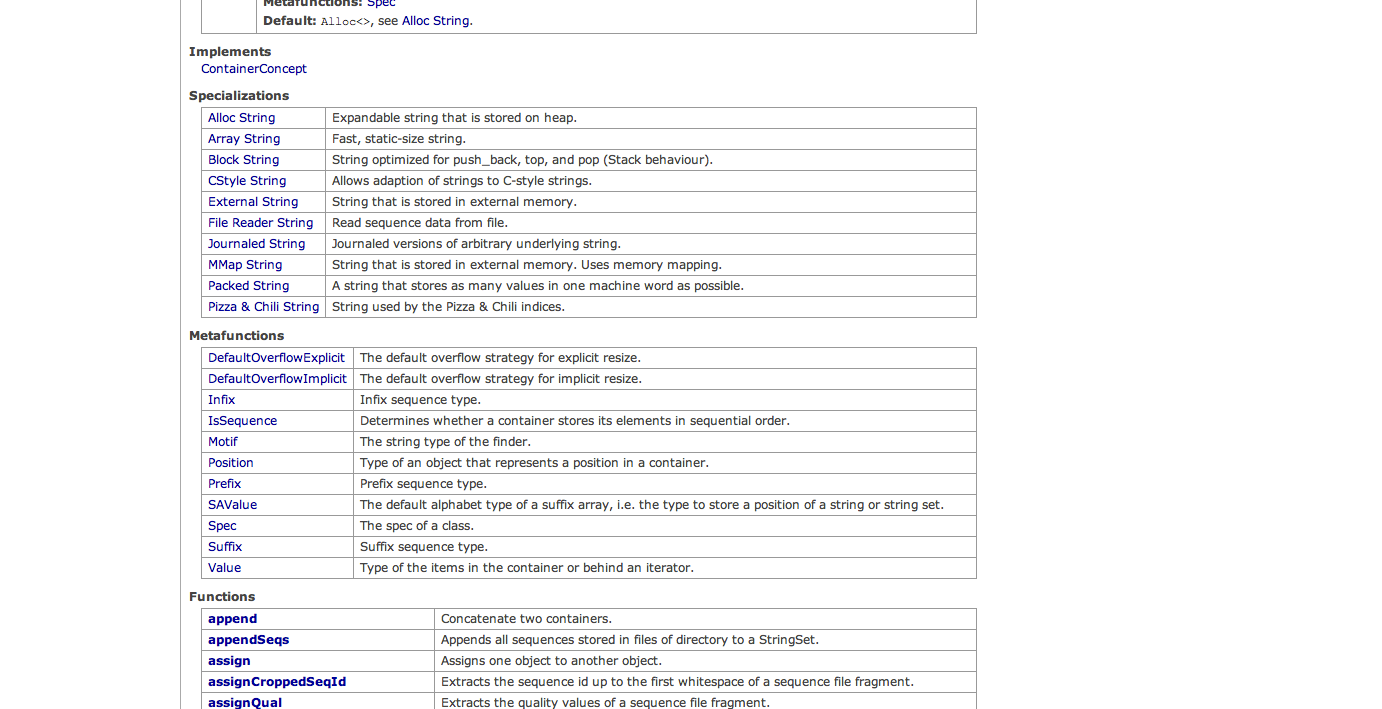 Metafunctions: Spec
Default: Alloc<>, see Alloc String.
Implements
ContainerConcept
Specializations
Alloc String Expandable string that is stored on heap.
Array String Fast, static-size string.
Block String String optimized for push_back, top, and pop (Stack behaviour).
CStyle String Allows adaption of strings to C-style strings.
External String String that is stored in external memory.
File Reader String Read sequence data from file.
Journaled String Journaled versions of arbitrary underlying string.
MMap String String that is stored in external memory. Uses memory mapping.
Packed String A string that stores as many values in one machine word as possible.
Pizza & Chili String String used by the Pizza & Chili indices.
Metafunctions
DefaultOverflowExplicit The default overflow strategy for explicit resize.
DefaultOverflowImplicit The default overflow strategy for implicit resize.
Infix Infix sequence type.
IsSequence Determines whether a container stores its elements in sequential order.
Motif The string type of the finder.
Position Type of an object that represents a position in a container.
Prefix Prefix sequence type.
SAValue The default alphabet type of a suffix array, i.e. the type to store a position of a string or string set.
Spec The spec of a class.
Suffix Suffix sequence type.
Value Type of the items in the container or behind an iterator.
Functions
append Concatenate two containers.
appendSeqs Appends all sequences stored in files of directory to a StringSet.
assign Assigns one object to another object.
assignCroppedSeqId Extracts the sequence id up to the first whitespace of a sequence file fragment.
assignQual Extracts the quality values of a sequence file fragment.